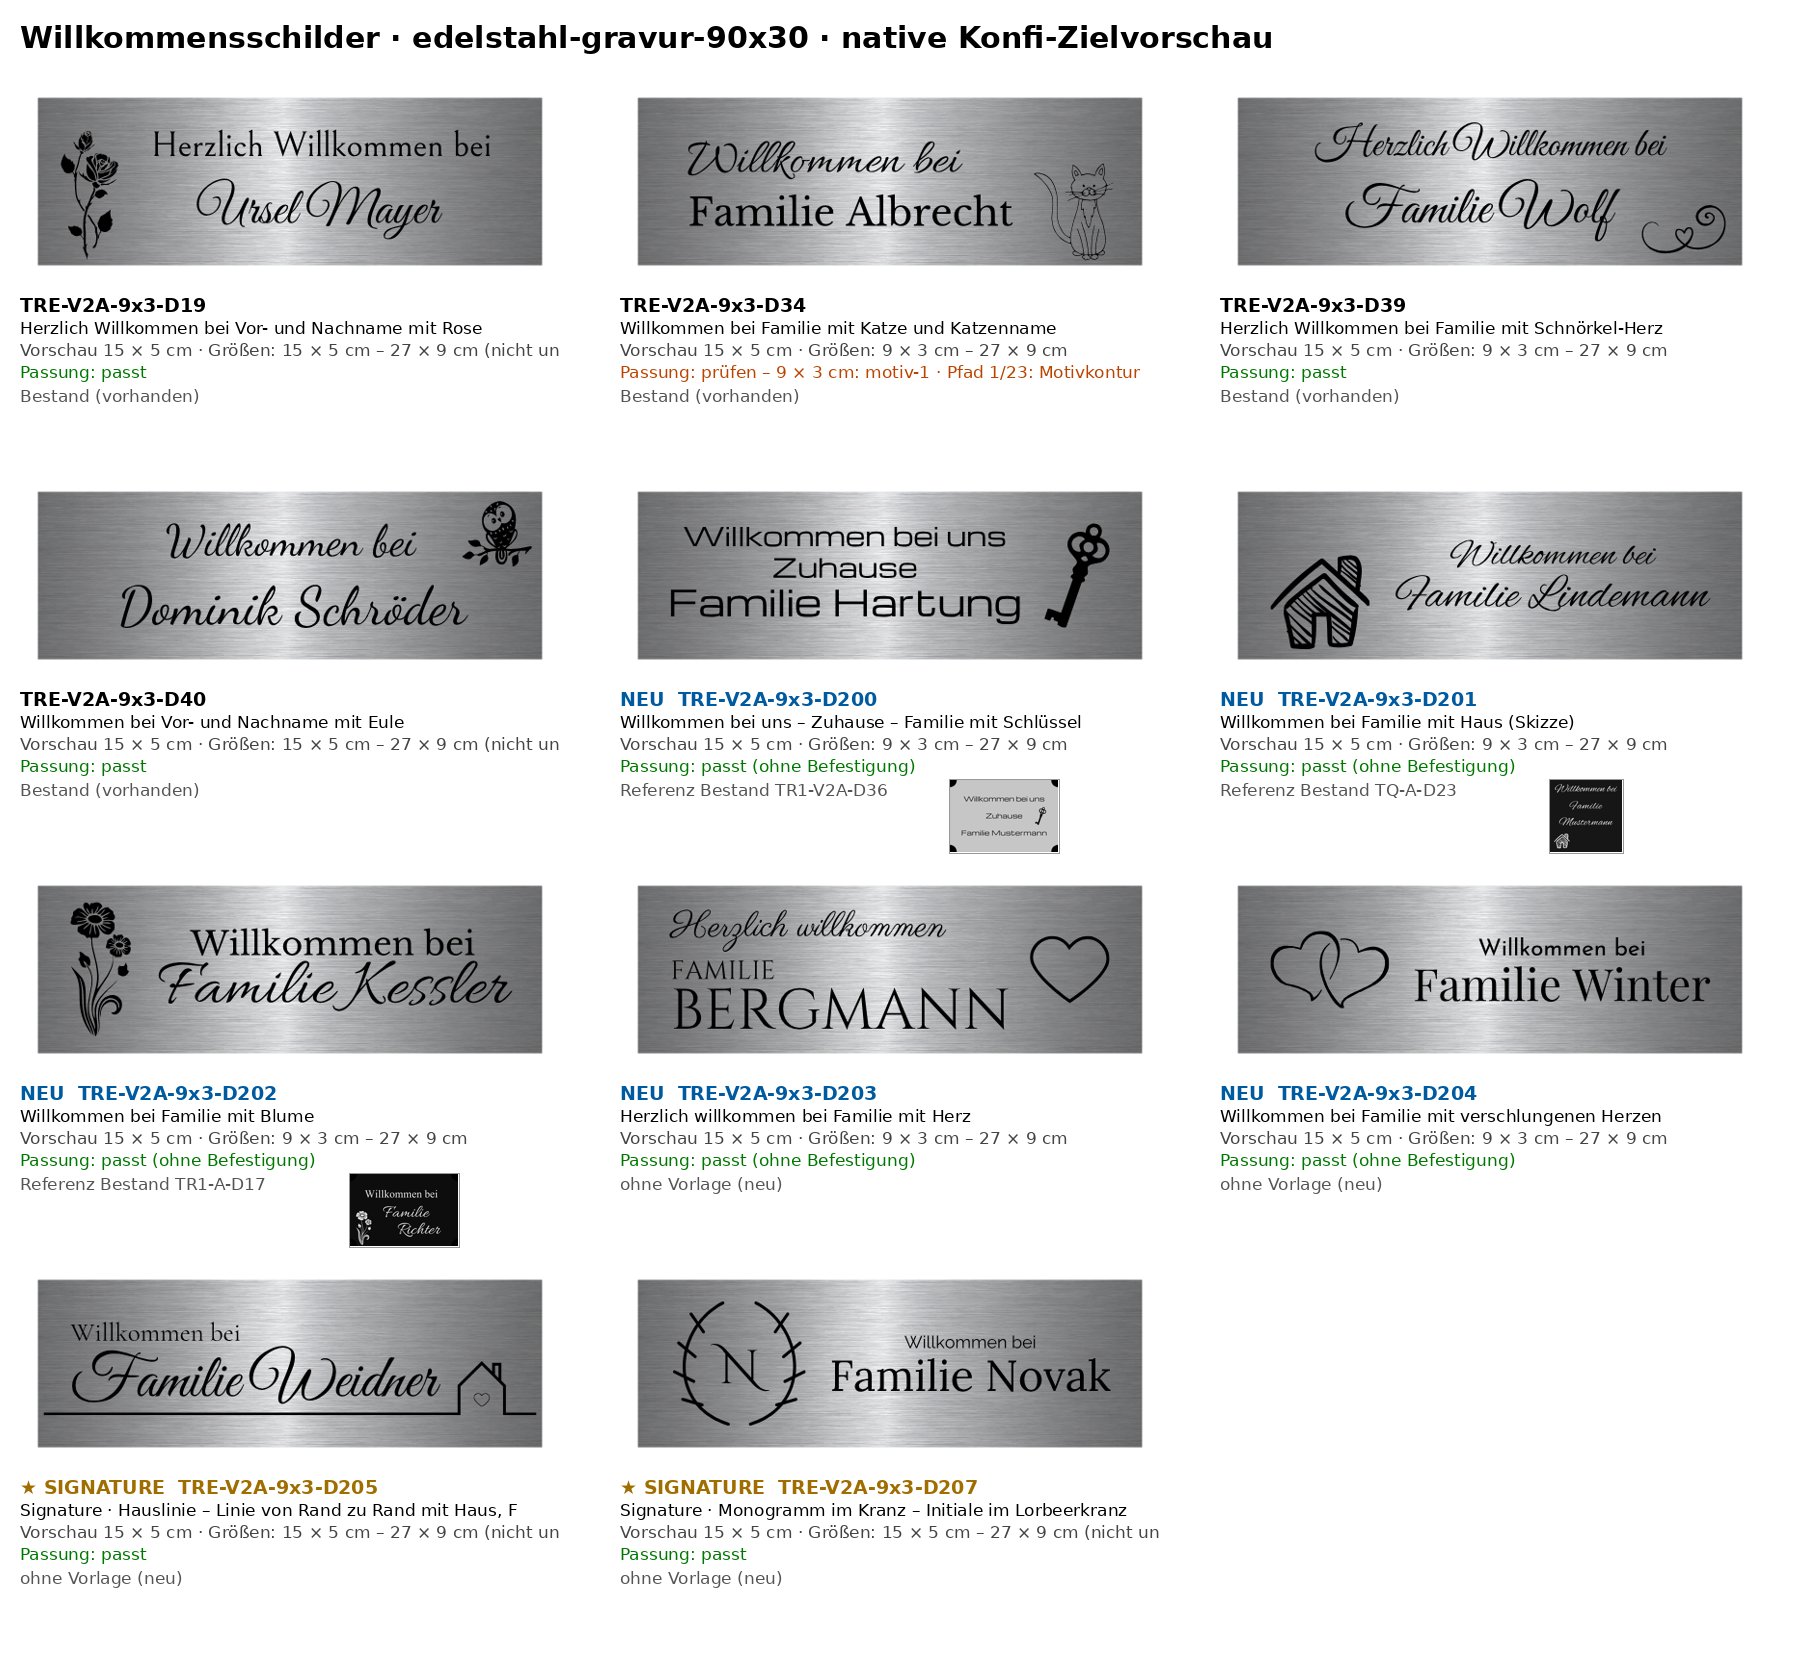 Willkommensschilder · edelstahl-gravur-90x30 · native Konfi-Zielvorschau
Herzlich Willkommen bei
Ursel Mayer
TRE-V2A-9x3-D19
Herzlich Willkommen bei Vor- und Nachname mit Rose
Vorschau 15 × 5 cm · Größen: 15 × 5 cm – 27 × 9 cm (nicht un
Passung: passt
Bestand (vorhanden)
Willkommen bei
Familie Albrecht
TRE-V2A-9x3-D34
Willkommen bei Familie mit Katze und Katzenname
Vorschau 15 × 5 cm · Größen: 9 × 3 cm – 27 × 9 cm
Passung: prüfen – 9 × 3 cm: motiv-1 · Pfad 1/23: Motivkontur
Bestand (vorhanden)
Herzlich Willkommen bei
Familie Wolf
TRE-V2A-9x3-D39
Herzlich Willkommen bei Familie mit Schnörkel-Herz
Vorschau 15 × 5 cm · Größen: 9 × 3 cm – 27 × 9 cm
Passung: passt
Bestand (vorhanden)
Willkommen bei
Dominik Schröder
TRE-V2A-9x3-D40
Willkommen bei Vor- und Nachname mit Eule
Vorschau 15 × 5 cm · Größen: 15 × 5 cm – 27 × 9 cm (nicht un
Passung: passt
Bestand (vorhanden)
Willkommen bei uns
Zuhause
Familie Hartung
NEU TRE-V2A-9x3-D200
Willkommen bei uns – Zuhause – Familie mit Schlüssel
Vorschau 15 × 5 cm · Größen: 9 × 3 cm – 27 × 9 cm
Passung: passt (ohne Befestigung)
Referenz Bestand TR1-V2A-D36
Willkommen bei uns
Zuhause
Familie Mustermann
Willkommen bei
Familie Lindemann
NEU TRE-V2A-9x3-D201
Willkommen bei Familie mit Haus (Skizze)
Vorschau 15 × 5 cm · Größen: 9 × 3 cm – 27 × 9 cm
Passung: passt (ohne Befestigung)
Referenz Bestand TQ-A-D23
Willkommen bei
Familie
Mustermann
Willkommen bei
Familie Kessler
NEU TRE-V2A-9x3-D202
Willkommen bei Familie mit Blume
Vorschau 15 × 5 cm · Größen: 9 × 3 cm – 27 × 9 cm
Passung: passt (ohne Befestigung)
Referenz Bestand TR1-A-D17
Willkommen bei
Familie
Richter
Herzlich willkommen
FAMILIE
BERGMANN
NEU TRE-V2A-9x3-D203
Herzlich willkommen bei Familie mit Herz
Vorschau 15 × 5 cm · Größen: 9 × 3 cm – 27 × 9 cm
Passung: passt (ohne Befestigung)
ohne Vorlage (neu)
Willkommen bei
Familie Winter
NEU TRE-V2A-9x3-D204
Willkommen bei Familie mit verschlungenen Herzen
Vorschau 15 × 5 cm · Größen: 9 × 3 cm – 27 × 9 cm
Passung: passt (ohne Befestigung)
ohne Vorlage (neu)
Willkommen bei
Familie Weidner
★ SIGNATURE TRE-V2A-9x3-D205
Signature · Hauslinie – Linie von Rand zu Rand mit Haus, F
Vorschau 15 × 5 cm · Größen: 15 × 5 cm – 27 × 9 cm (nicht un
Passung: passt
ohne Vorlage (neu)
N
Willkommen bei
Familie Novak
★ SIGNATURE TRE-V2A-9x3-D207
Signature · Monogramm im Kranz – Initiale im Lorbeerkranz
Vorschau 15 × 5 cm · Größen: 15 × 5 cm – 27 × 9 cm (nicht un
Passung: passt
ohne Vorlage (neu)